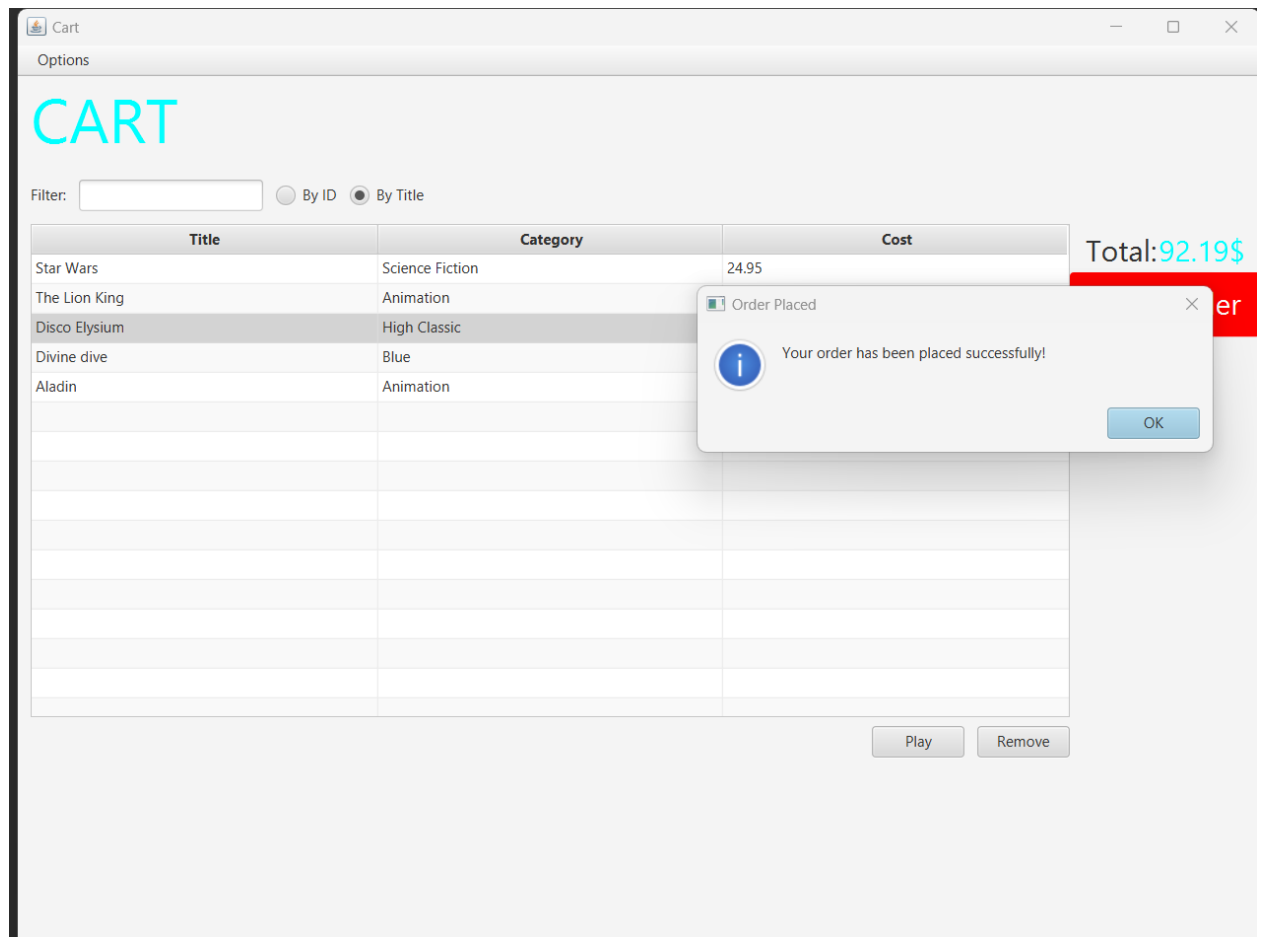 Cart
Options
CART
Filter: By ID By Title
Title Category Cost
Total:92.19$
Star Wars Science Fiction 24.95
The Lion King Animation
Order Placed
Disco Elysium High Classic
Your order has been placed successfully!
Divine dive Blue
Aladin Animation
OK
Play Remove